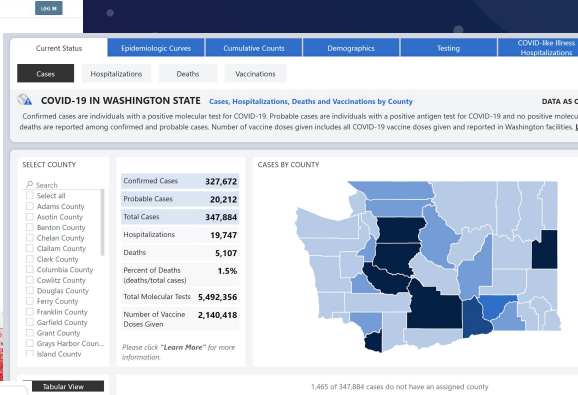 LOG IN
Current Status
Epidemiologic Curves
Cumulative Counts
Demographics
Testing
COVID-like Illness
Hospitalizations
Cases
Hospitalizations
Deaths
Vaccinations
COVID-19 IN WASHINGTON STATE Cases, Hospitalizations, Deaths and Vaccinations by County DATA AS O
Confirmed cases are individuals with a positive molecular test for COVID-19. Probable cases are individuals with a positive antigen test for COVID-19 and no positive molecu
deaths are reported among confirmed and probable cases. Number of vaccine doses given includes all COVID-19 vaccine doses given and reported in Washington facilities.
SELECT COUNTY
Search
Select all
Adams County
Asotin County
Benton County
Chelan County
Clallam County
Clark County
Columbia County
Cowlitz County
Douglas County
Ferry County
Franklin County
Garfield County
Grant County
Grays Harbor Coun...
Island County
Tabular View
Confirmed Cases 327,672
Probable Cases 20,212
Total Cases 347,884
Hospitalizations 19,747
Deaths 5,107
Percent of Deaths 1.5%
(deaths/total cases)
Total Molecular Tests 5,492,356
Number of Vaccine 2,140,418
Doses Given
Please click "Learn More" for more
information.
CASES BY COUNTY
1,465 of 347,884 cases do not have an assigned county